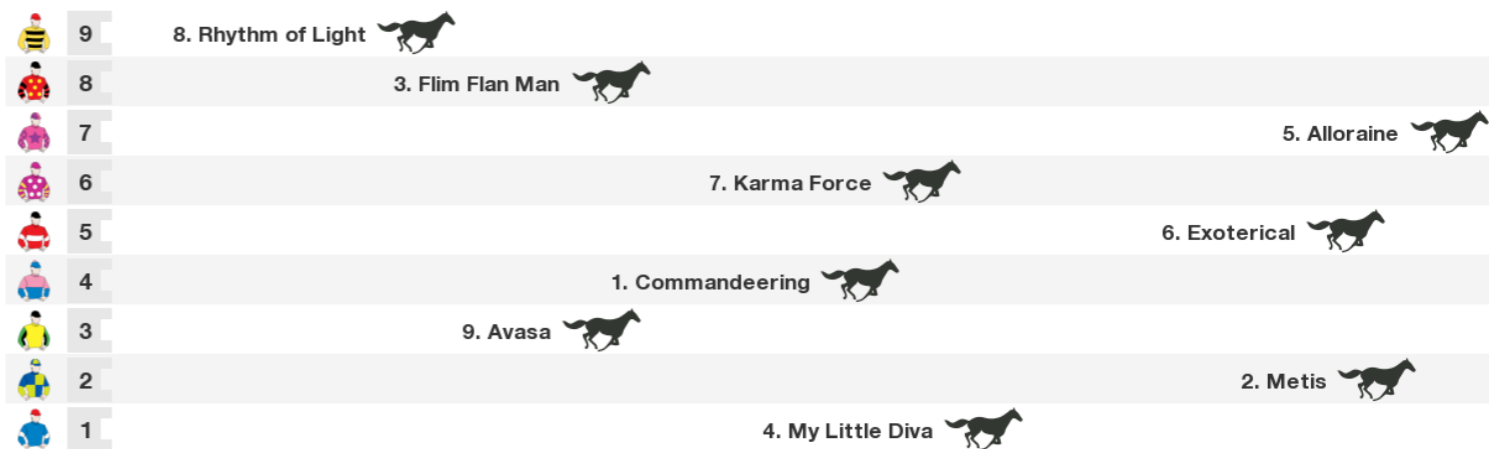 9 8. Rhythm of Light
8 3. Flim Flan Man
7 5. Alloraine
6 7. Karma Force
5 6. Exoterical
4 1. Commandeering
3 9. Avasa
2 2. Metis
1 4. My Little Diva